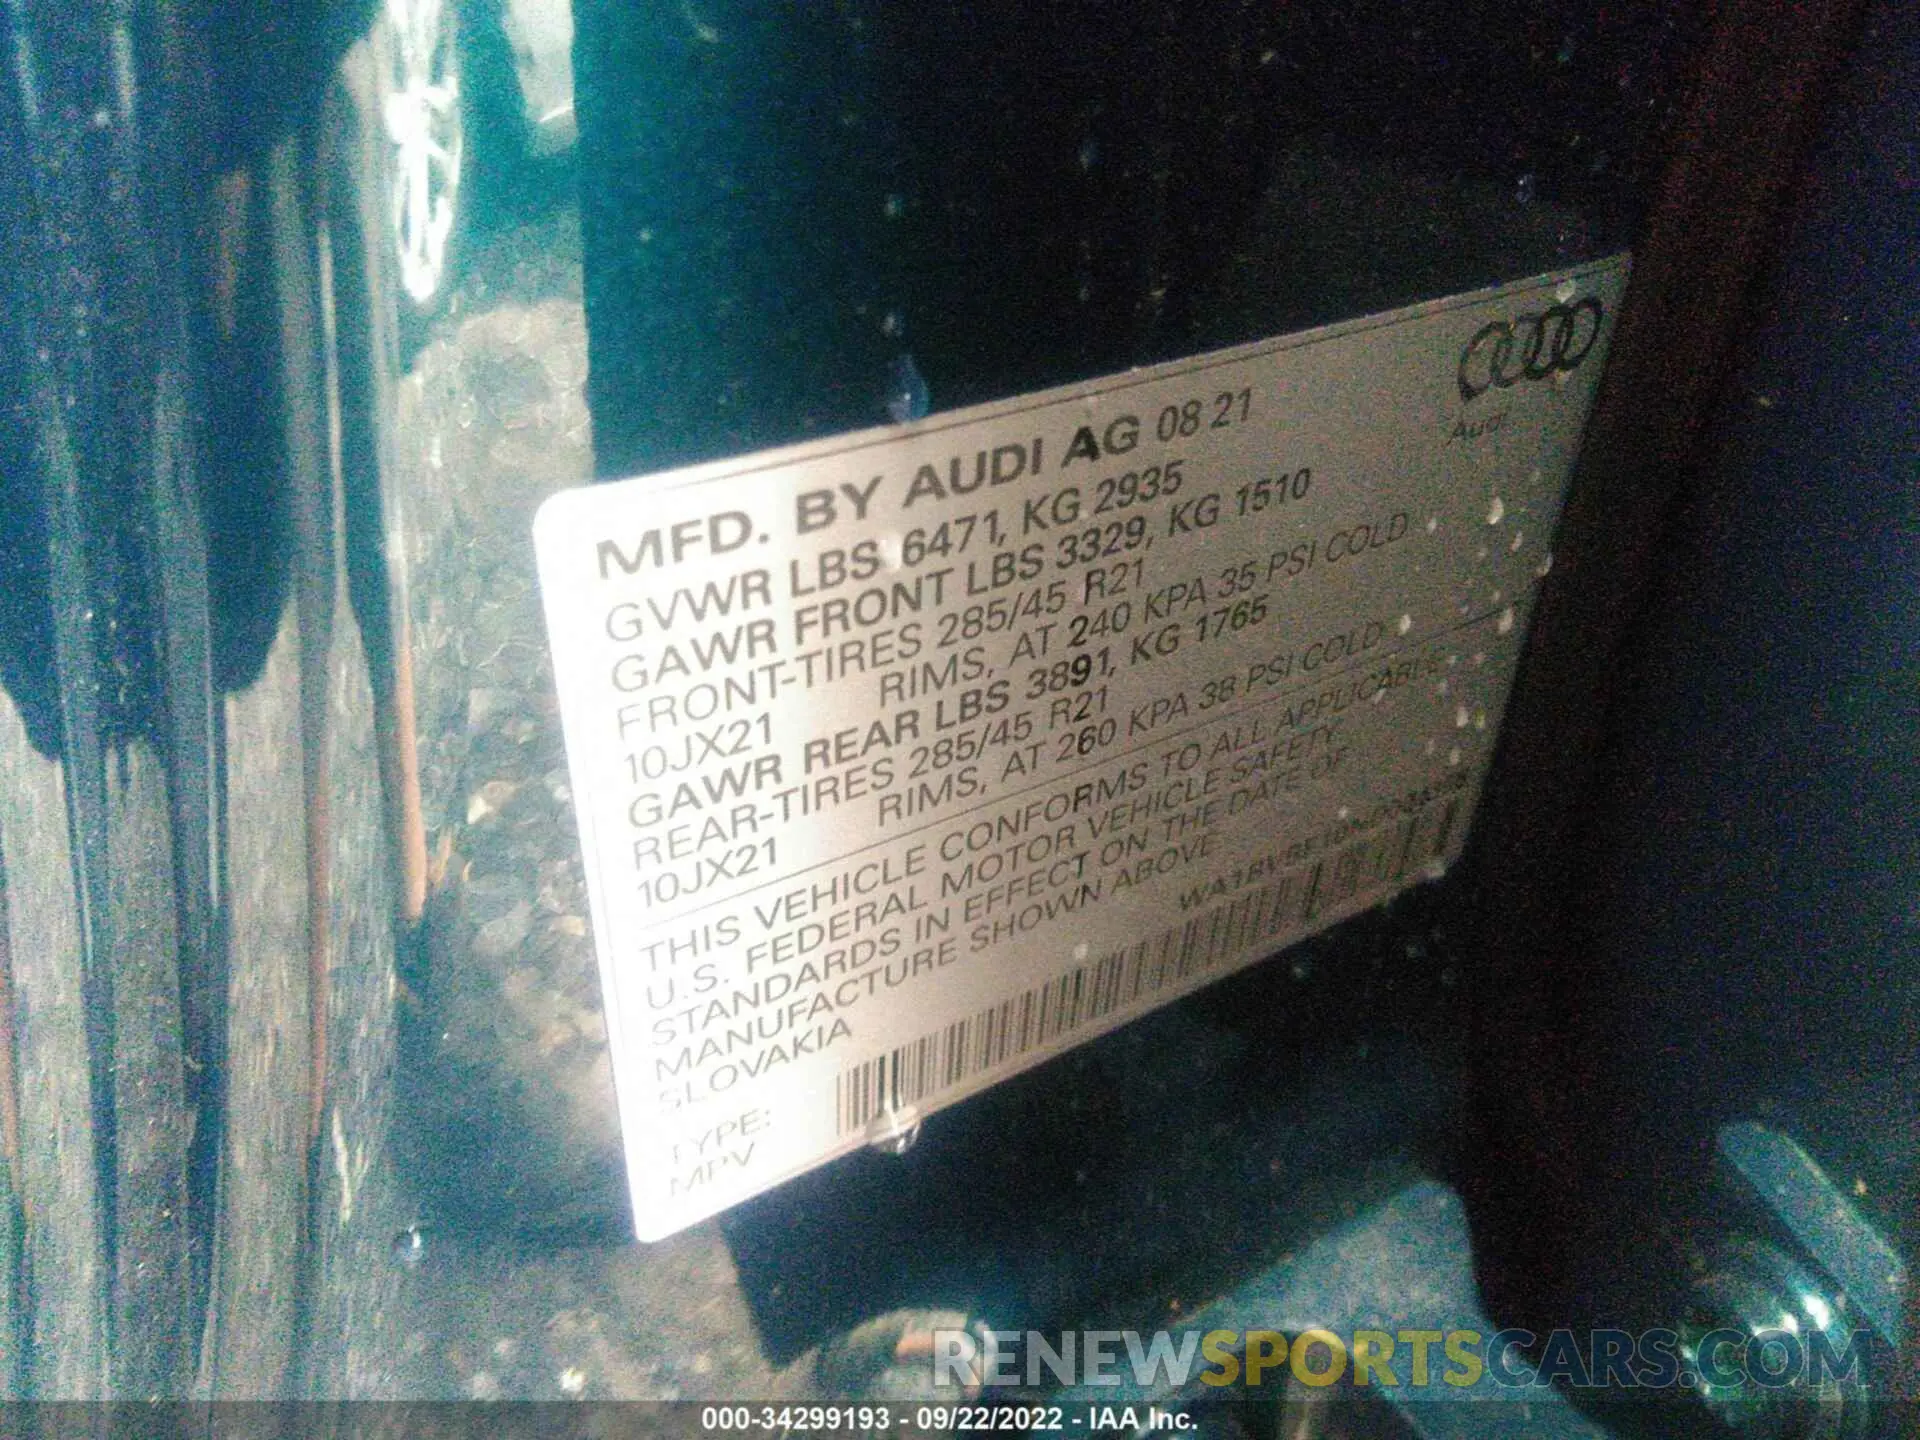 MFD. BY AUDI AG 08 21
GVWR LBS 6471, KG 2935
GAWR FRONT LBS 3329, KG 1510
FRONT-TIRES 285/45 R21
10JX21 RIMS, AT 240 KPA 35 PSI COLD
GAWR REAR LBS 3891, KG 1765
REAR-TIRES 285/45 R21
10JX21 RIMS, AT 260 KPA 38 PSI COLD
THIS VEHICLE CONFORMS TO ALL APPLICABLE
U.S. FEDERAL MOTOR VEHICLE SAFETY
STANDARDS IN EFFECT ON THE DATE OF
MANUFACTURE SHOWN ABOVE
SLOVAKIA
TYPE:
MPV
Audi
RENEWSPORTSCARS.COM
000-34299193 - 09/22/2022 - IAA Inc.